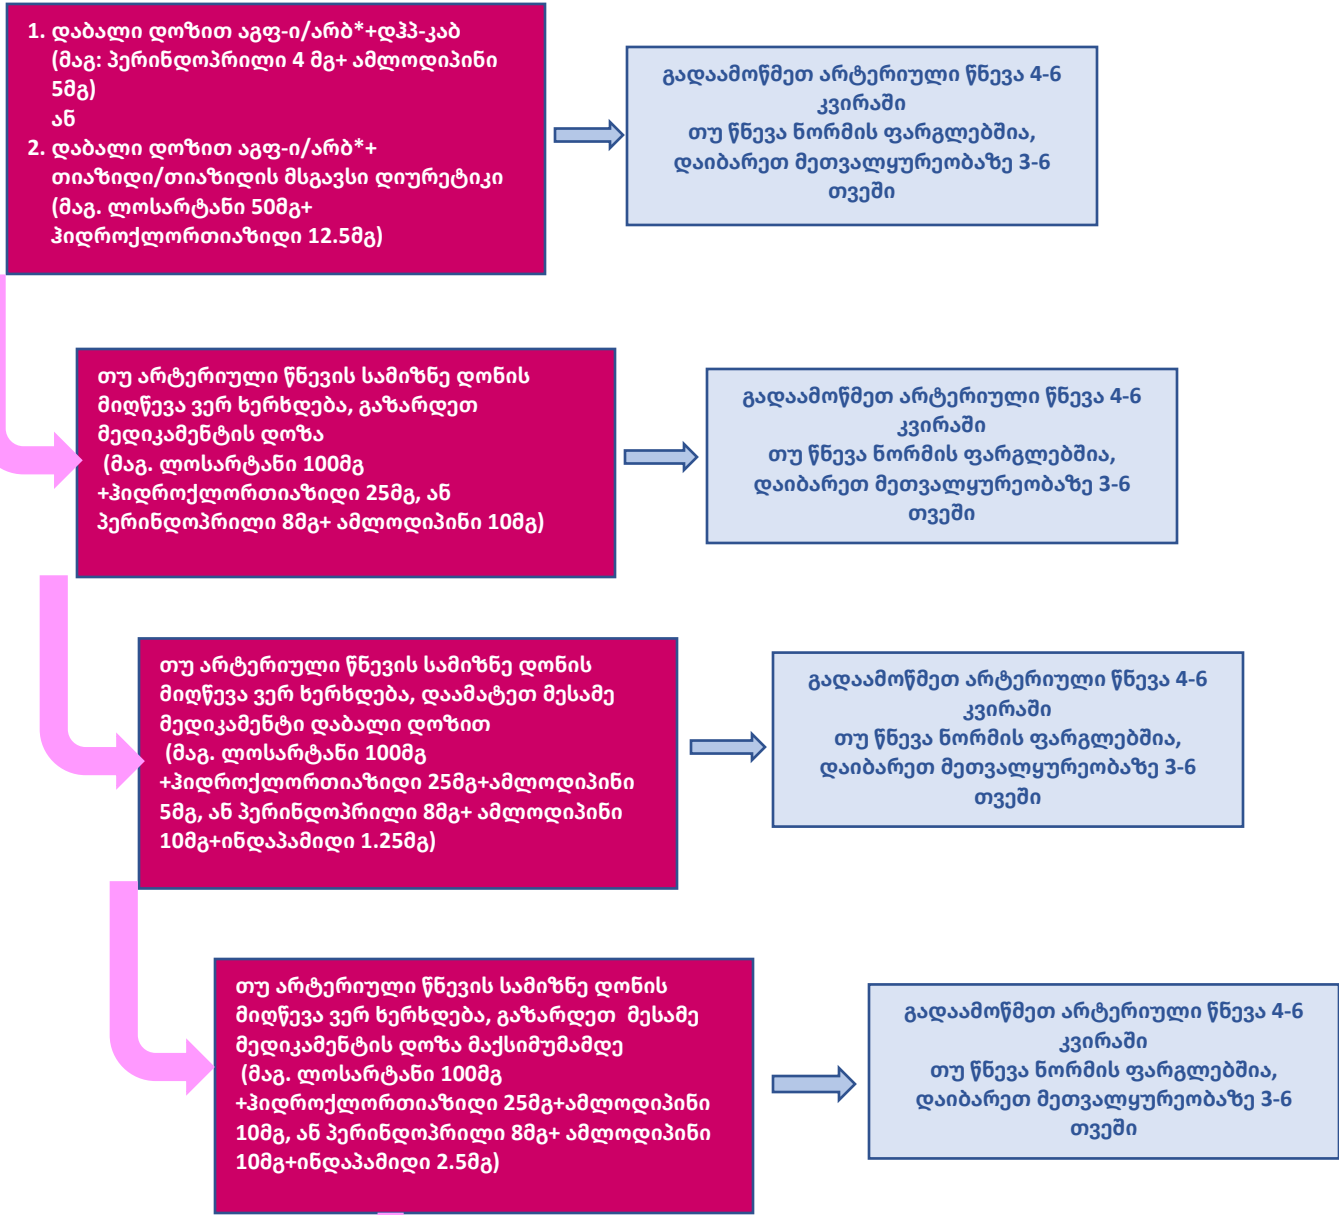 1. დაბალი დოზით აგფ-ი/არბ*+დჰპ-კაბ
(მაგ: პერინდოპრილი 4 მგ+ ამლოდიპინი
5მგ)
ან
2. დაბალი დოზით აგფ-ი/არბ*+
თიაზიდი/თიაზიდის მსგავსი დიურეტიკი
(მაგ. ლოსარტანი 50მგ+
ჰიდროქლორთიაზიდი 12.5მგ)
გადაამოწმეთ არტერიული წნევა 4-6
კვირაში
თუ წნევა ნორმის ფარგლებშია,
დაიბარეთ მეთვალყურეობაზე 3-6
თვეში
თუ არტერიული წნევის სამიზნე დონის
მიღწევა ვერ ხერხდება, გაზარდეთ
მედიკამენტის დოზა
(მაგ. ლოსარტანი 100მგ
+ჰიდროქლორთიაზიდი 25მგ, ან
პერინდოპრილი 8მგ+ ამლოდიპინი 10მგ)
გადაამოწმეთ არტერიული წნევა 4-6
კვირაში
თუ წნევა ნორმის ფარგლებშია,
დაიბარეთ მეთვალყურეობაზე 3-6
თვეში
თუ არტერიული წნევის სამიზნე დონის
მიღწევა ვერ ხერხდება, დაამატეთ მესამე
მედიკამენტი დაბალი დოზით
(მაგ. ლოსარტანი 100მგ
+ჰიდროქლორთიაზიდი 25მგ+ამლოდიპინი
5მგ, ან პერინდოპრილი 8მგ+ ამლოდიპინი
10მგ+ინდაპამიდი 1.25მგ)
გადაამოწმეთ არტერიული წნევა 4-6
კვირაში
თუ წნევა ნორმის ფარგლებშია,
დაიბარეთ მეთვალყურეობაზე 3-6
თვეში
თუ არტერიული წნევის სამიზნე დონის
მიღწევა ვერ ხერხდება, გაზარდეთ  მესამე
მედიკამენტის დოზა მაქსიმუმამდე
(მაგ. ლოსარტანი 100მგ
+ჰიდროქლორთიაზიდი 25მგ+ამლოდიპინი
10მგ, ან პერინდოპრილი 8მგ+ ამლოდიპინი
10მგ+ინდაპამიდი 2.5მგ)
გადაამოწმეთ არტერიული წნევა 4-6
კვირაში
თუ წნევა ნორმის ფარგლებშია,
დაიბარეთ მეთვალყურეობაზე 3-6
თვეში